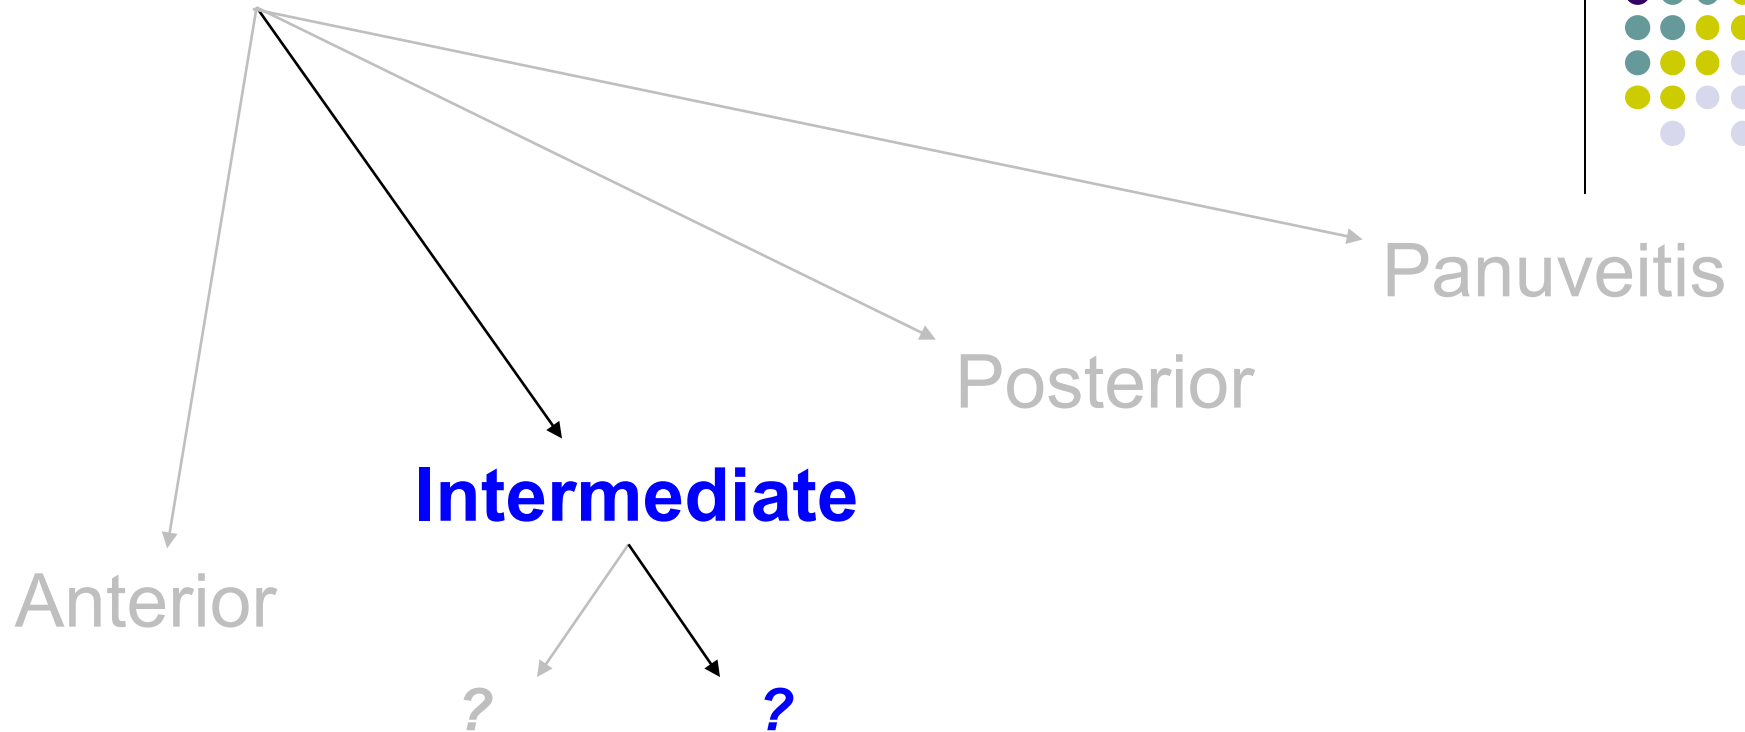 Panuveitis
Posterior
Intermediate
Anterior
? ?